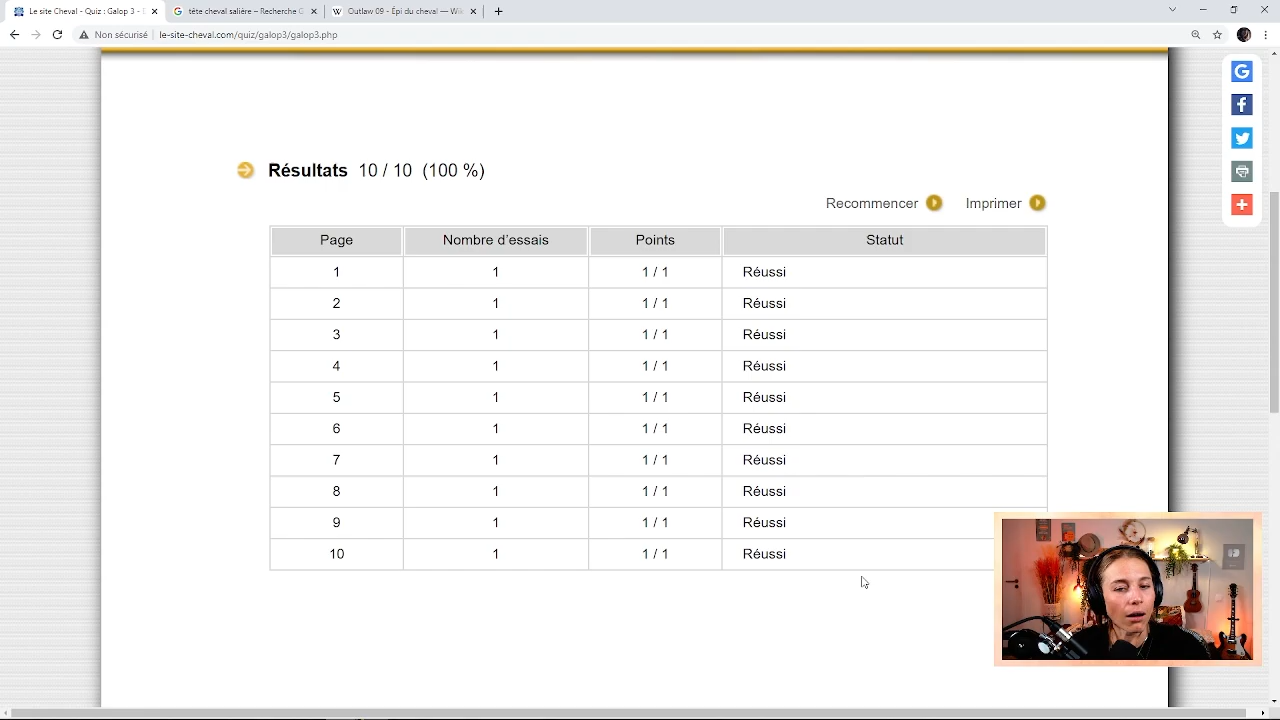 Le site Cheval - Quiz : Galop 3 - D
tête cheval salière – Recherche G
Outlaw 09 - Épi du cheval — Wik
Non sécurisé | le-site-cheval.com/quiz/galop3/galop3.php
Résultats 10 / 10 (100 %)
Recommencer Imprimer
Page Nombre d'essais Points Statut
1 1 1 / 1 Réussi
2 1 1 / 1 Réussi
3 1 1 / 1 Réussi
4 1 1 / 1 Réussi
5 1 1 / 1 Réussi
6 1 1 / 1 Réussi
7 1 1 / 1 Réussi
8 1 1 / 1 Réussi
9 1 1 / 1 Réussi
10 1 1 / 1 Réussi